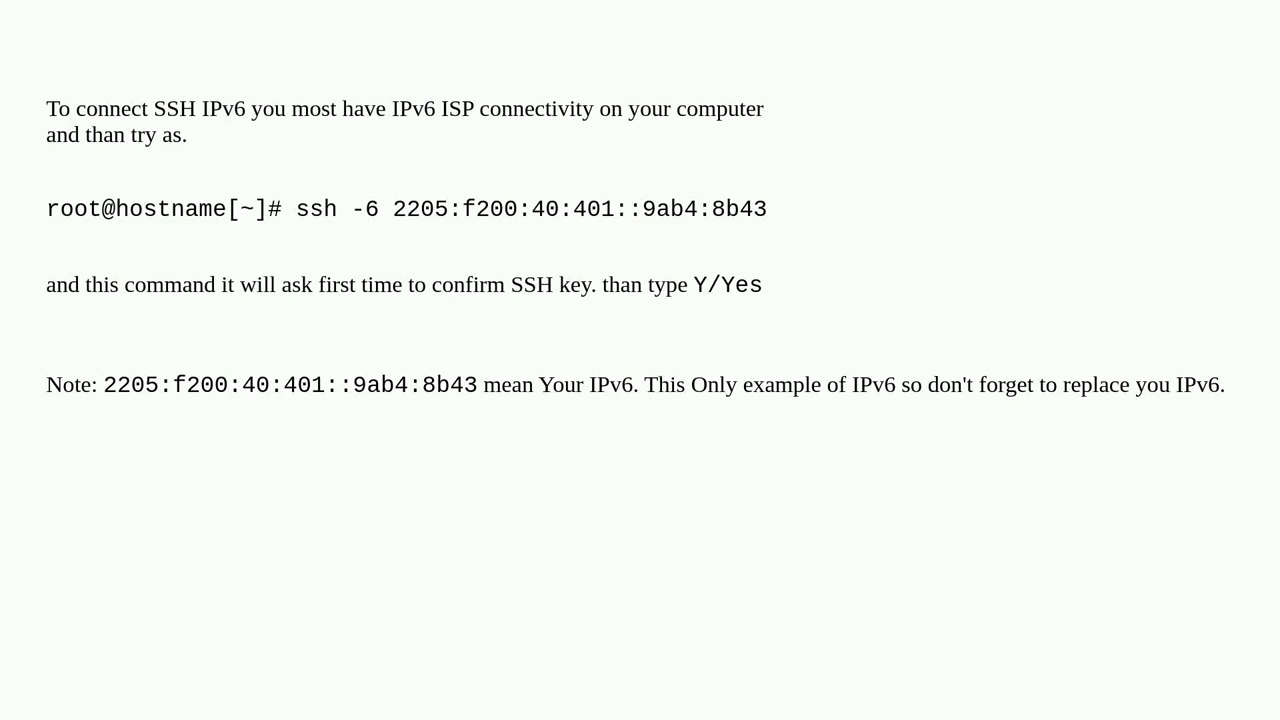 To connect SSH IPv6 you most have IPv6 ISP connectivity on your computer
and than try as.
root@hostname[~]# ssh -6 2205:f200:40:401::9ab4:8b43
and this command it will ask first time to confirm SSH key. than type Y/Yes
Note: 2205:f200:40:401::9ab4:8b43 mean Your IPv6. This Only example of IPv6 so don't forget to replace you IPv6.